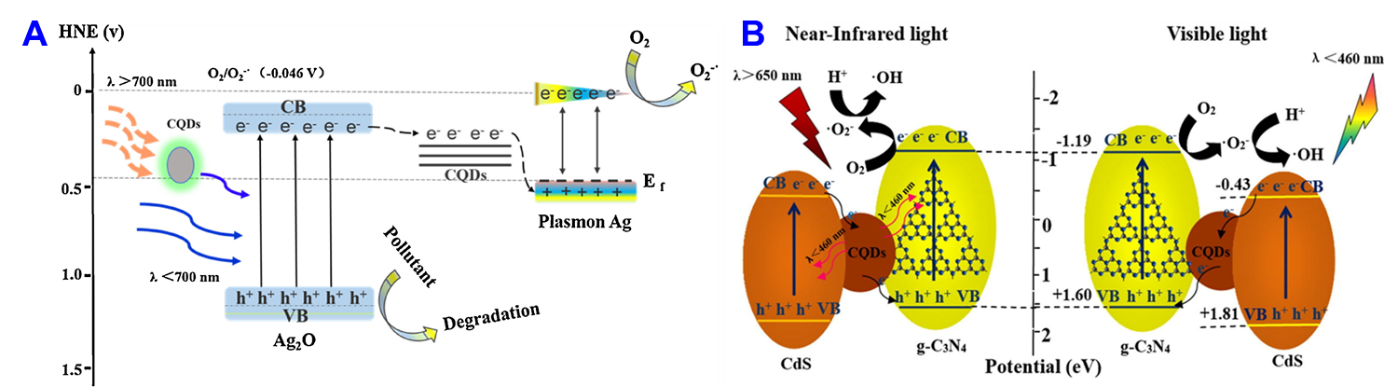 A
HNE (v)
λ>700 nm
O₂/O₂⁻· (-0.046 V)
0
CB
e⁻ e⁻ e⁻ e⁻ e⁻ e⁻
CQDs
e⁻ e⁻ e⁻ e⁻
CQDs
e⁻ e⁻ e⁻ e⁻ e⁻
O₂
O₂⁻·
E f
+ + + + +
Plasmon Ag
0.5
λ<700 nm
1.0
h⁺ h⁺ h⁺ h⁺ h⁺ h⁺
VB
Ag₂O
Pollutant
Degradation
1.5
B
Near-Infrared light
Visible light
λ>650 nm
H⁺
·OH
·O₂⁻
O₂
e⁻ e⁻ e⁻ CB
CB e⁻ e⁻ e⁻
e⁻
λ<460 nm
λ<460 nm
CQDs
e⁻
h⁺ h⁺ h⁺ VB
h⁺ h⁺ h⁺ VB
CdS
g-C₃N₄
-2
-1.19
-1
0
1
+1.60
2
Potential (eV)
λ<460 nm
O₂
H⁺
·O₂⁻
·OH
CB e⁻ e⁻ e⁻
-0.43
e⁻ e⁻ e⁻ CB
e⁻
CQDs
e⁻
VB h⁺ h⁺ h⁺
+1.81
VB h⁺ h⁺ h⁺
g-C₃N₄
CdS